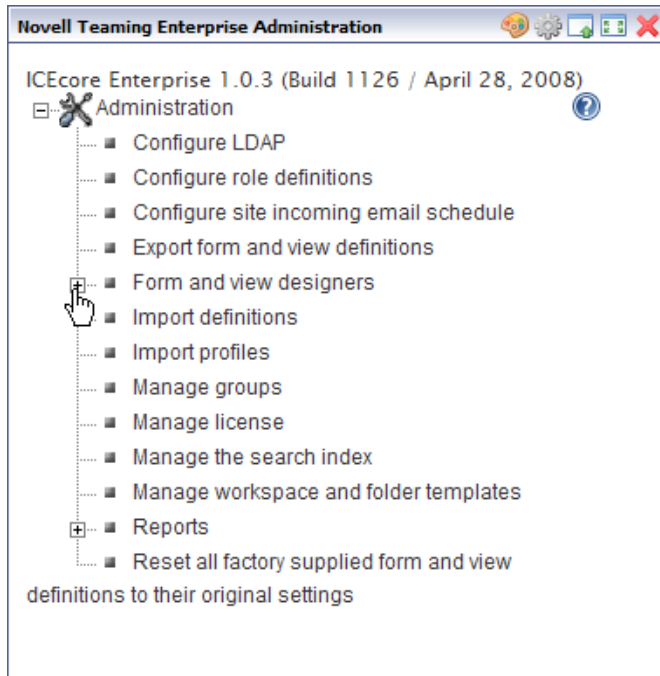 Novell Teaming Enterprise Administration
ICEcore Enterprise 1.0.3 (Build 1126 / April 28, 2008)
Administration
Configure LDAP
Configure role definitions
Configure site incoming email schedule
Export form and view definitions
Form and view designers
Import definitions
Import profiles
Manage groups
Manage license
Manage the search index
Manage workspace and folder templates
Reports
Reset all factory supplied form and view
definitions to their original settings